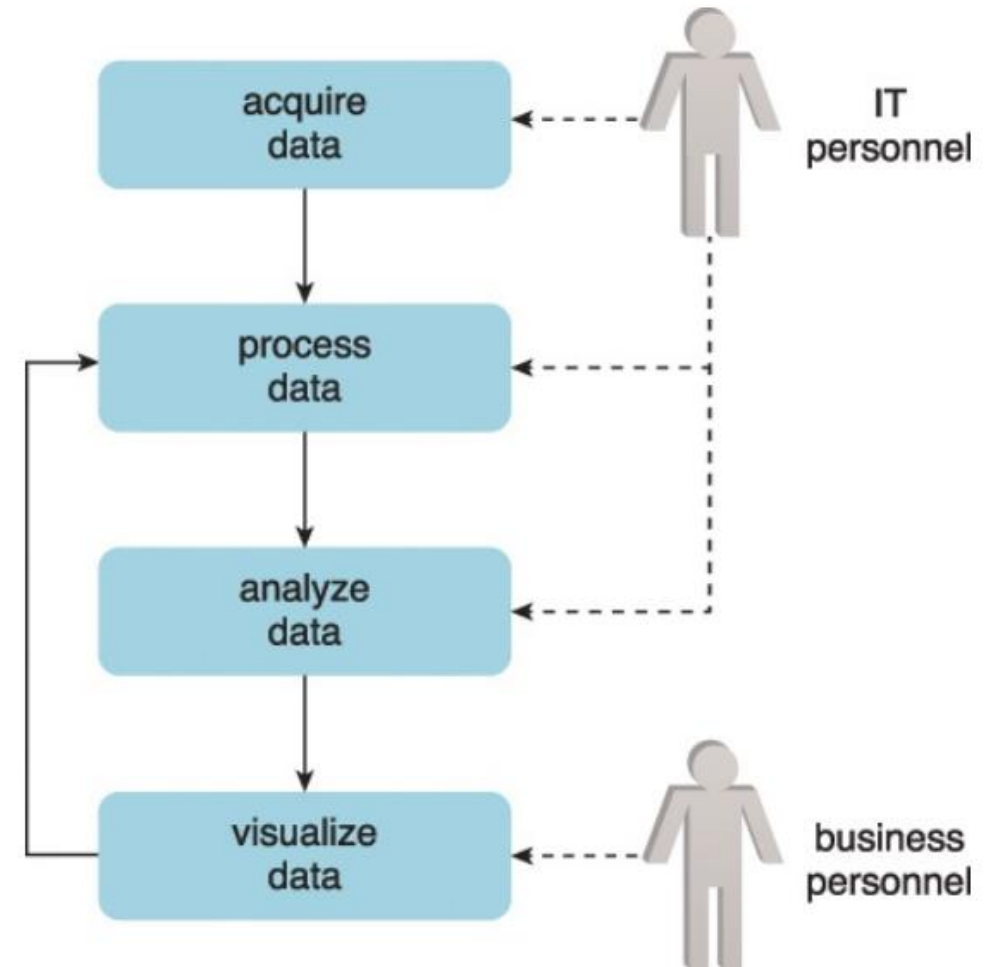 acquire
data
IT
personnel
process
data
analyze
data
visualize
data
business
personnel